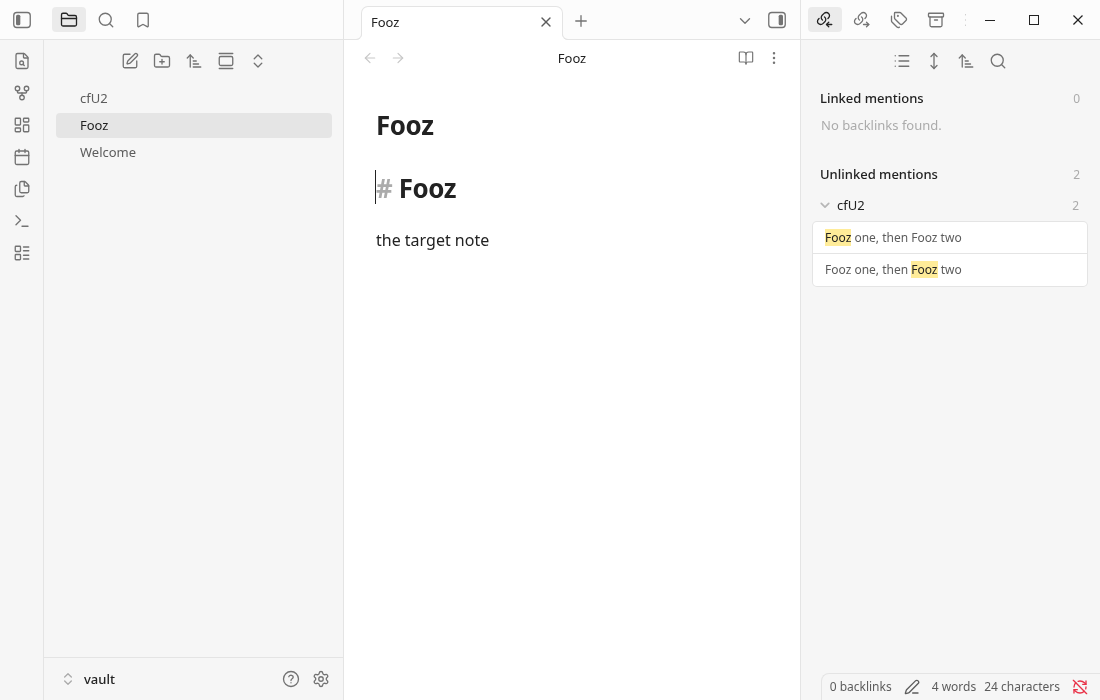 Fooz
cfU2
Fooz
Welcome
vault
Fooz
Fooz
# Fooz
the target note
Linked mentions 0
No backlinks found.
Unlinked mentions 2
cfU2 2
Fooz one, then Fooz two
Fooz one, then Fooz two
0 backlinks 4 words 24 characters